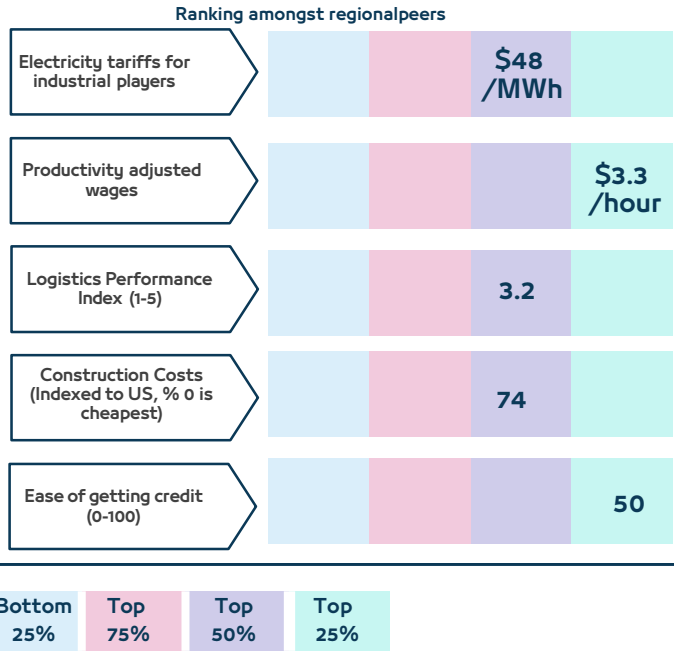 Ranking amongst regionalpeers
Electricity tariffs for
industrial players
$48
/MWh
Productivity adjusted
wages
$3.3
/hour
Logistics Performance
Index (1-5)
3.2
Construction Costs
(Indexed to US, % 0 is
cheapest)
74
Ease of getting credit
(0-100)
50
Bottom
25%
Top
75%
Top
50%
Top
25%